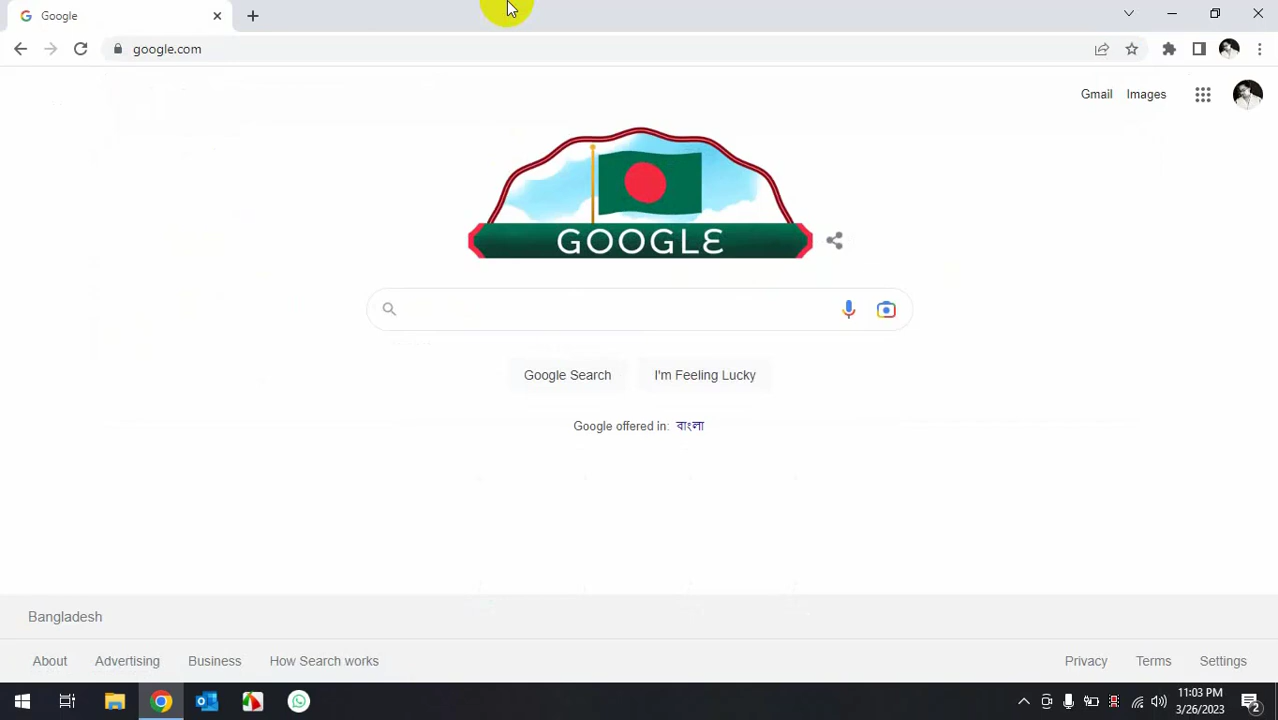 Google
google.com
Gmail Images
GOOGLE
Google Search I'm Feeling Lucky
Google offered in: বাংলা
Bangladesh
About Advertising Business How Search works Privacy Terms Settings
11:03 PM
3/26/2023
2